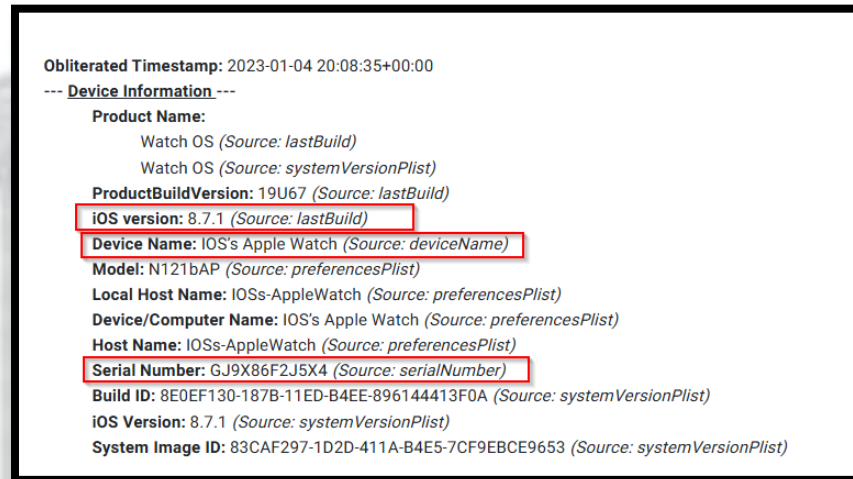 Obliterated Timestamp: 2023-01-04 20:08:35+00:00
--- Device Information ---
Product Name:
Watch OS (Source: lastBuild)
Watch OS (Source: systemVersionPlist)
ProductBuildVersion: 19U67 (Source: lastBuild)
iOS version: 8.7.1 (Source: lastBuild)
Device Name: IOS's Apple Watch (Source: deviceName)
Model: N121bAP (Source: preferencesPlist)
Local Host Name: IOSs-AppleWatch (Source: preferencesPlist)
Device/Computer Name: IOS's Apple Watch (Source: preferencesPlist)
Host Name: IOSs-AppleWatch (Source: preferencesPlist)
Serial Number: GJ9X86F2J5X4 (Source: serialNumber)
Build ID: 8E0EF130-187B-11ED-B4EE-896144413F0A (Source: systemVersionPlist)
iOS Version: 8.7.1 (Source: systemVersionPlist)
System Image ID: 83CAF297-1D2D-411A-B4E5-7CF9EBCE9653 (Source: systemVersionPlist)